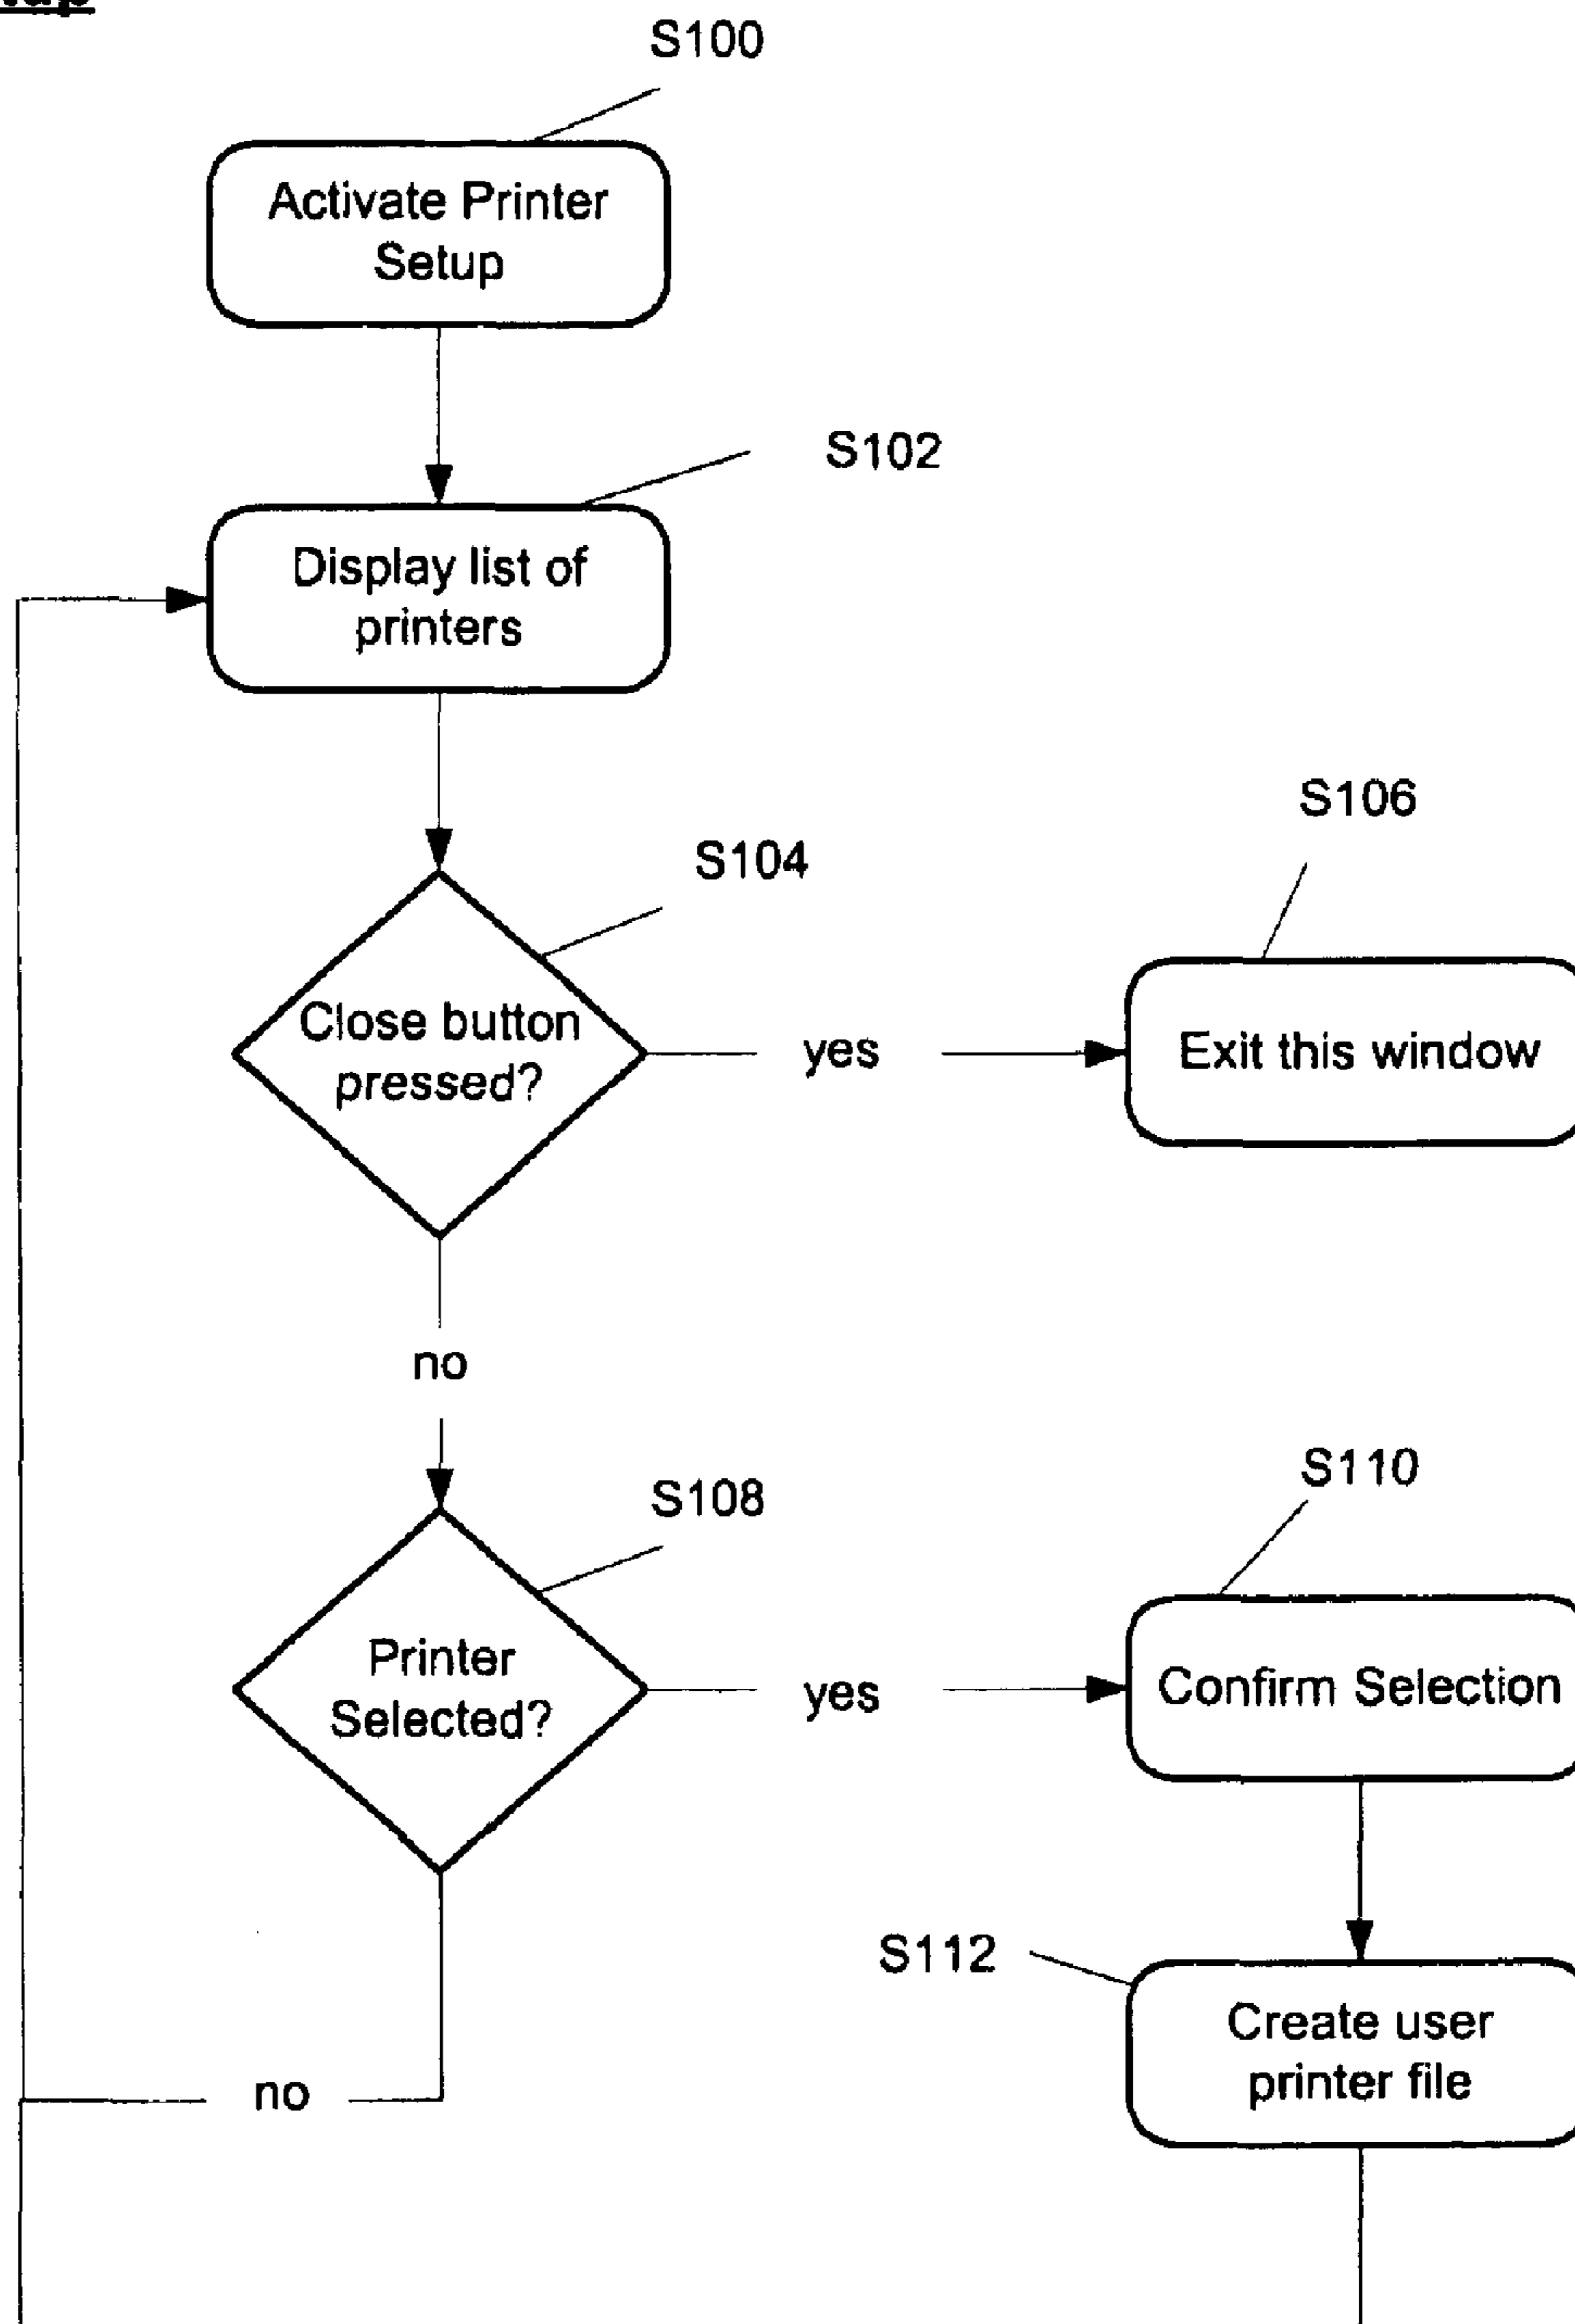 S100
Activate Printer
Setup
S102
Display list of
printers
S104
Close button
pressed?
yes
S106
Exit this window
no
S108
Printer
Selected?
yes
S110
Confirm Selection
S112
Create user
printer file
no